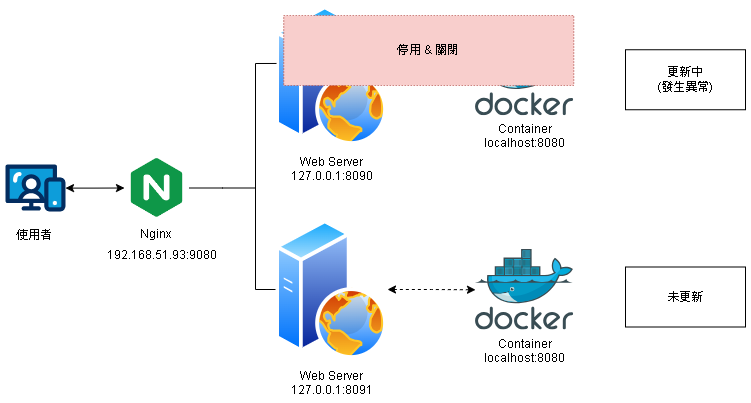 停用 & 關閉
更新中
(發生異常)
docker
Container
localhost:8080
Web Server
127.0.0.1:8090
N
使用者
Nginx
192.168.51.93:9080
未更新
docker
Container
localhost:8080
Web Server
127.0.0.1:8091